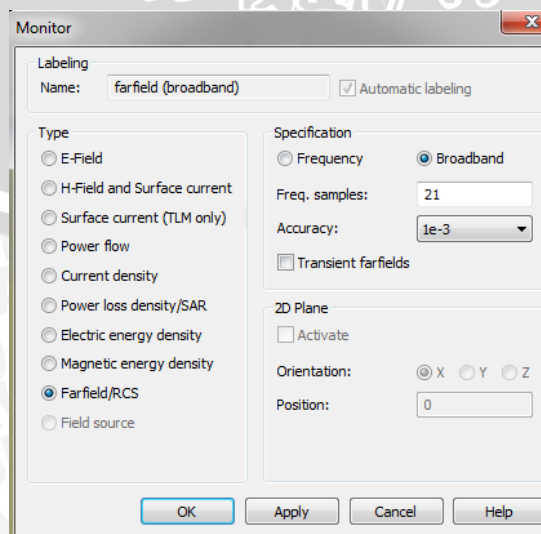 Monitor
Labeling
Name: farfield (broadband) Automatic labeling
Type
E-Field
H-Field and Surface current
Surface current (TLM only)
Power flow
Current density
Power loss density/SAR
Electric energy density
Magnetic energy density
Farfield/RCS
Field source
Specification
Frequency Broadband
Freq. samples: 21
Accuracy: 1e-3
Transient farfields
2D Plane
Activate
Orientation: X Y Z
Position: 0
OK Apply Cancel Help